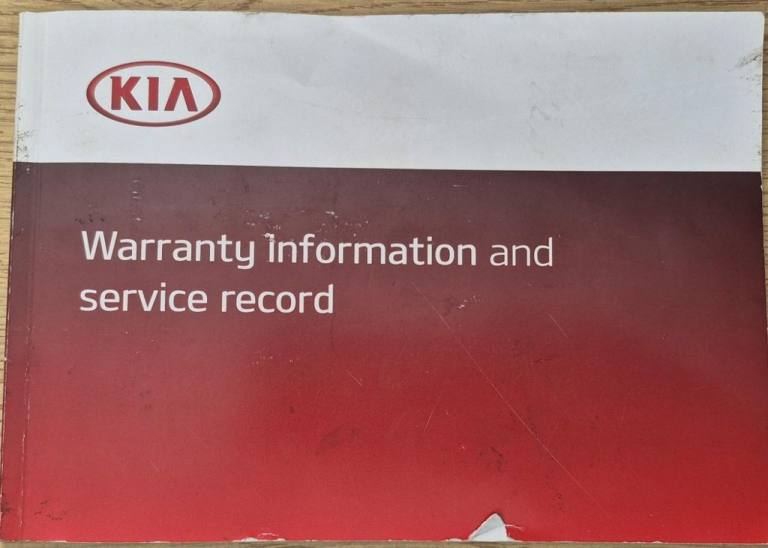 KIA
Warranty information and
service record